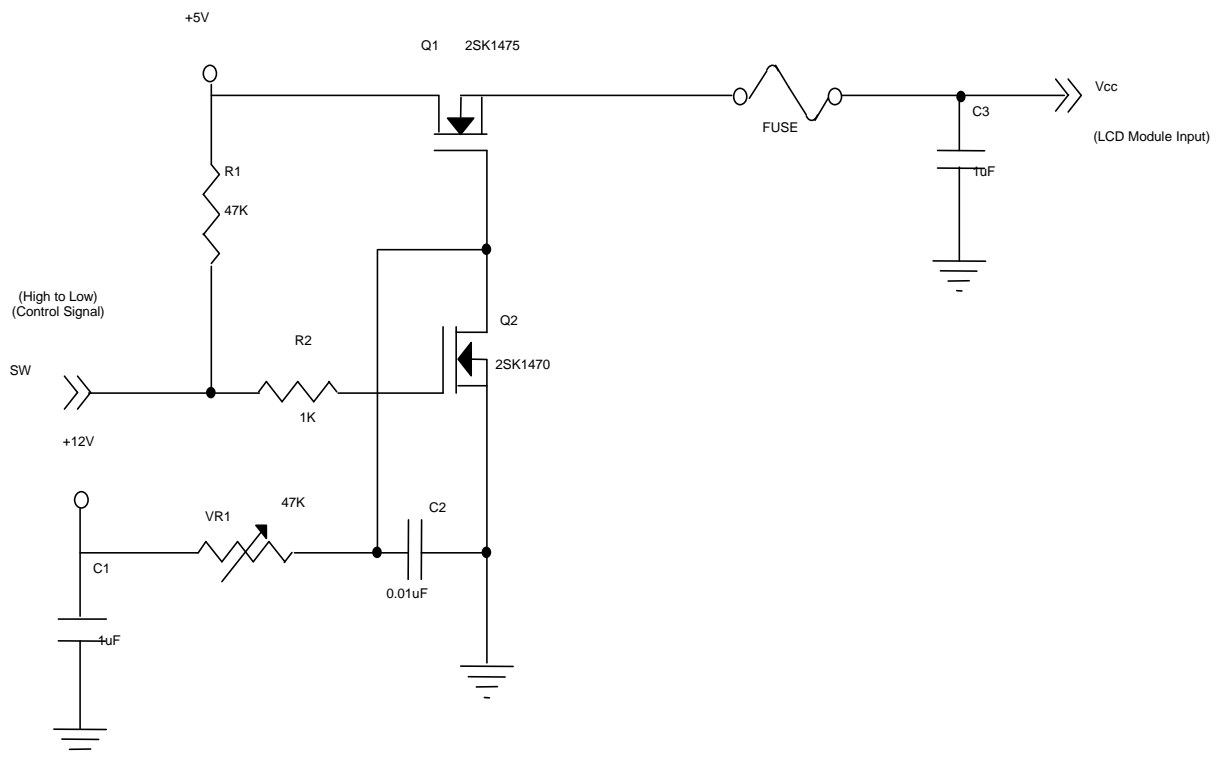 +5V
Q1 2SK1475
Vcc
C3
FUSE
(LCD Module Input)
R1
1uF
47K
(High to Low)
(Control Signal)
Q2
R2
2SK1470
SW
1K
+12V
47K
C2
VR1
C1
0.01uF
1uF